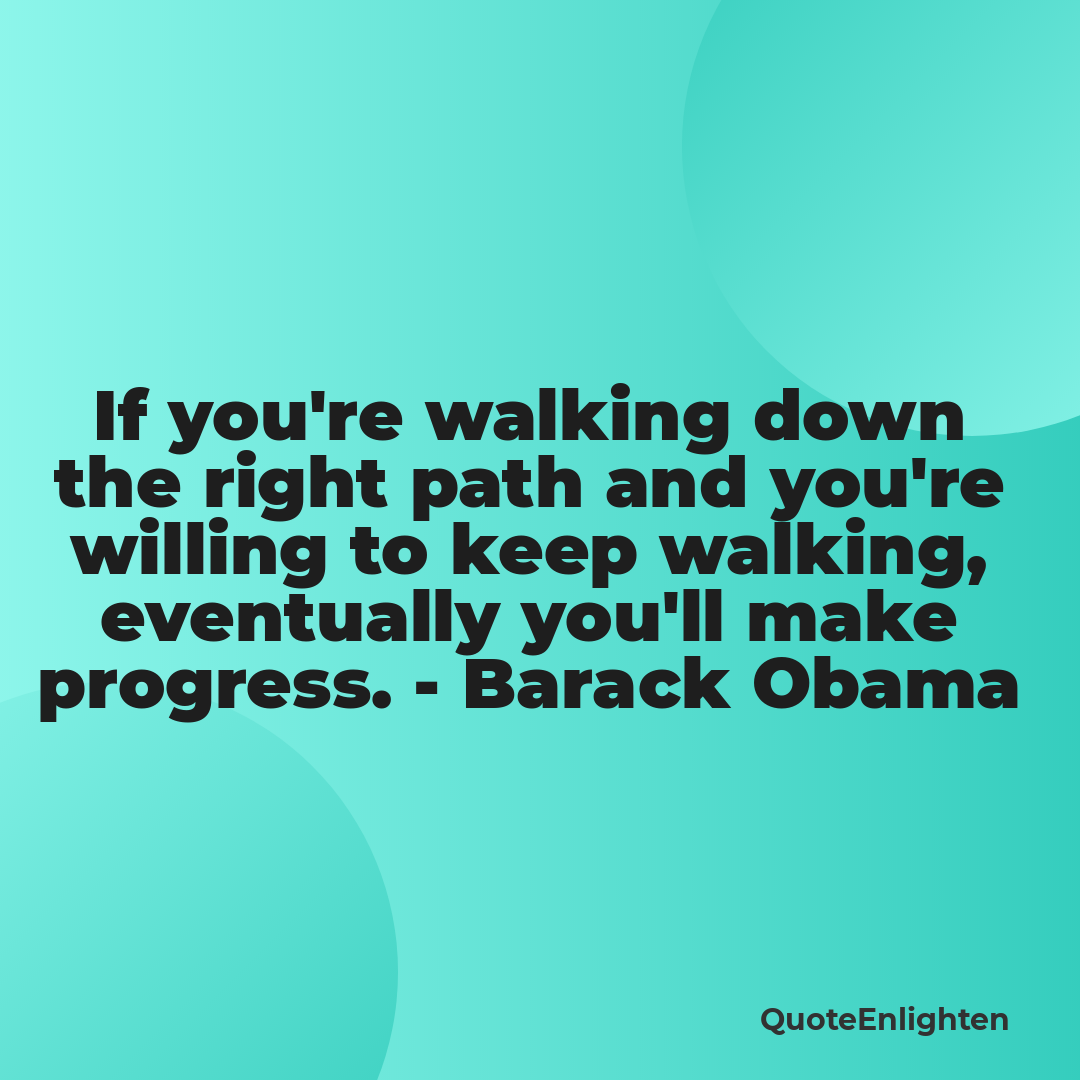 If you're walking down
the right path and you're
willing to keep walking,
eventually you'll make
progress. - Barack Obama
QuoteEnlighten